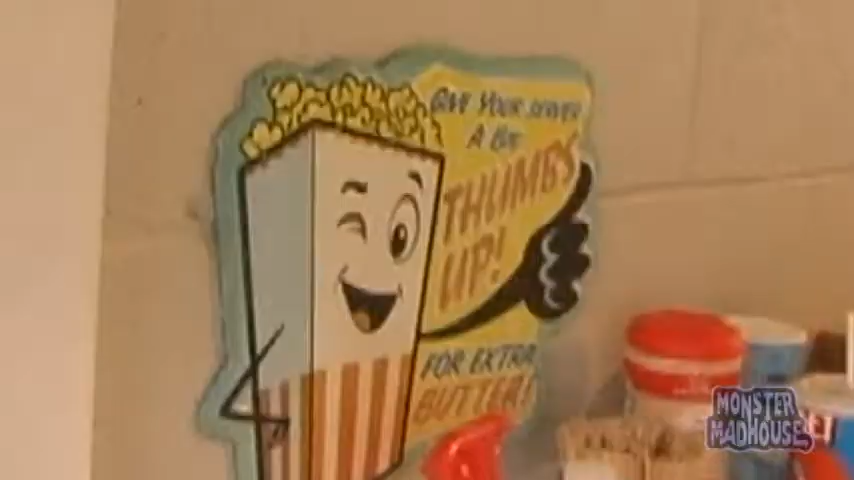 GIVE YOUR SERVER
A BIG
THUMBS
UP!
FOR EXTRA
BUTTER!
MONSTER
MADHOUSE